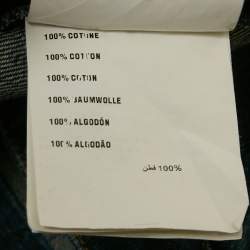 100% COTONE
100% COTTON
100% COTON
100% BAUMWOLLE
100% ALGODÓN
100% ALGODÃO
100% قطن